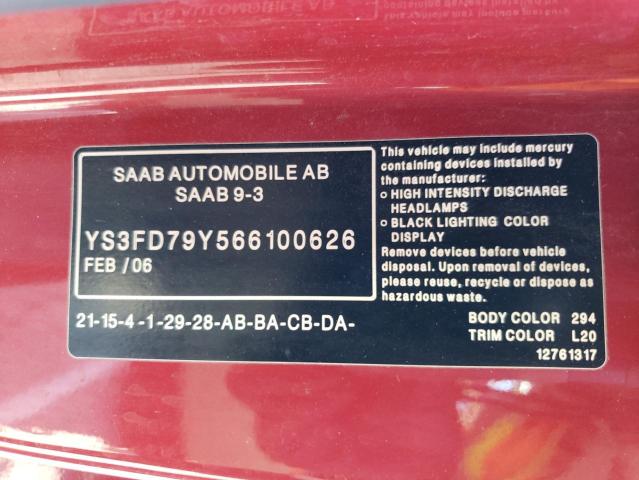 SAAB AUTOMOBILE AB
SAAB 9-3
YS3FD79Y566100626
FEB / 06
21-15-4 -1-29-28-AB-BA-CB-DA-
This vehicle may include mercury
containing devices installed by
the manufacturer:
o HIGH INTENSITY DISCHARGE
HEADLAMPS
o BLACK LIGHTING COLOR
DISPLAY
Remove devices before vehicle
disposal. Upon removal of devices,
please reuse, recycle or dispose as
hazardous waste.
BODY COLOR 294
TRIM COLOR L20
12761317